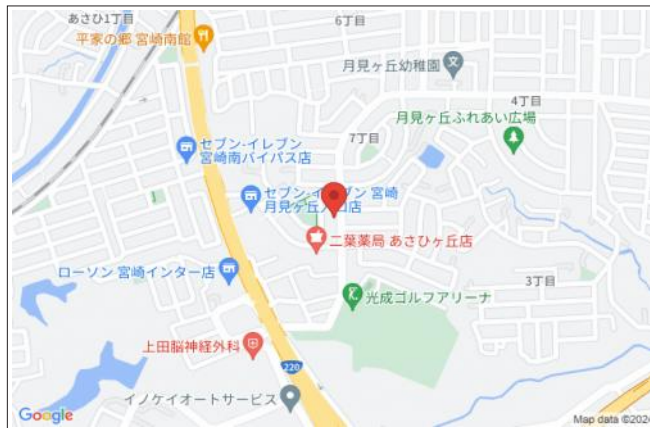 あさひ1丁目
6丁目
平家の郷 宮崎南館
月見ヶ丘幼稚園
4丁目
月見ヶ丘ふれあい広場
7丁目
セブン-イレブン
宮崎南バイパス店
セブン-イレブン 宮崎
月見ヶ丘入口店
二葉薬局 あさひヶ丘店
ローソン 宮崎インター店
3丁目
光成ゴルフアリーナ
上田脳神経外科
220
イノケイオートサービス
Google
Map data ©2024